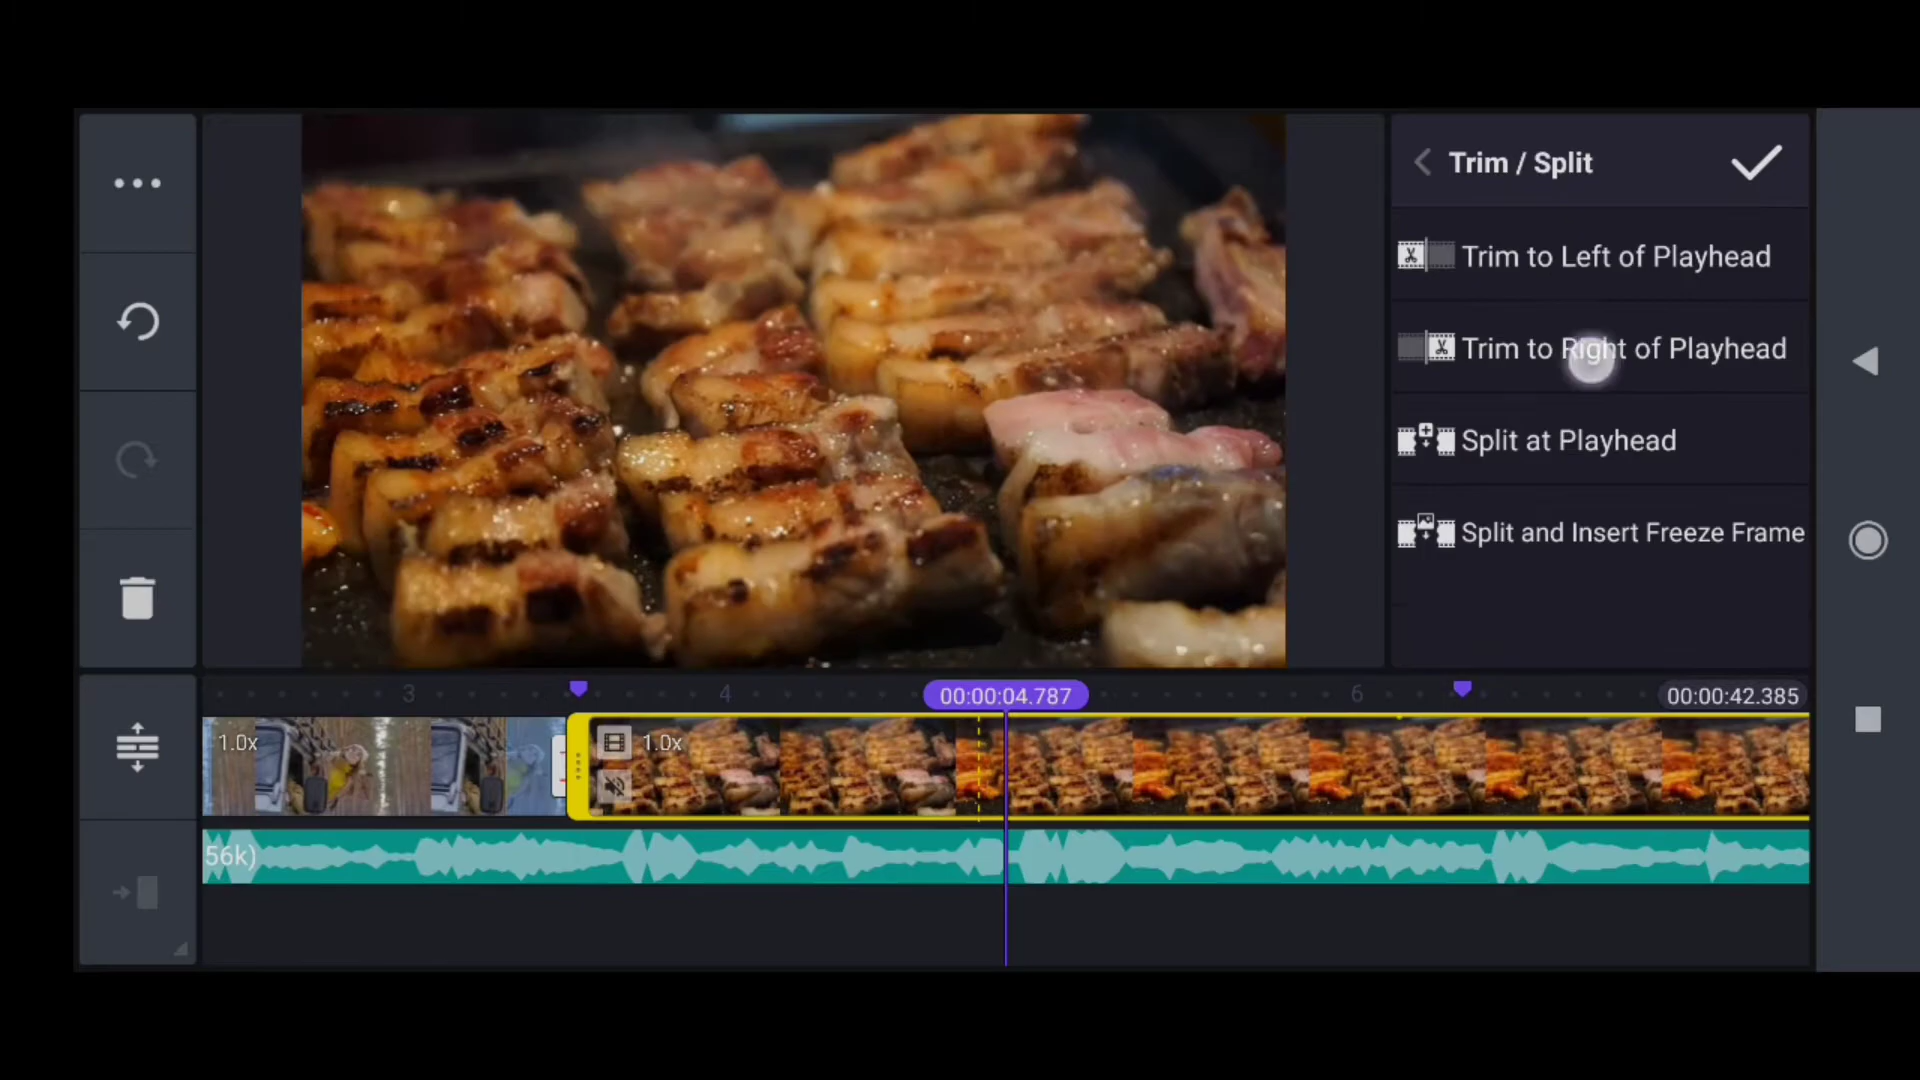 Trim / Split
Trim to Left of Playhead
Trim to Right of Playhead
Split at Playhead
Split and Insert Freeze Frame
3
4
00:00:04.787
6
00:00:42.385
1.0x
1.0x
56k)